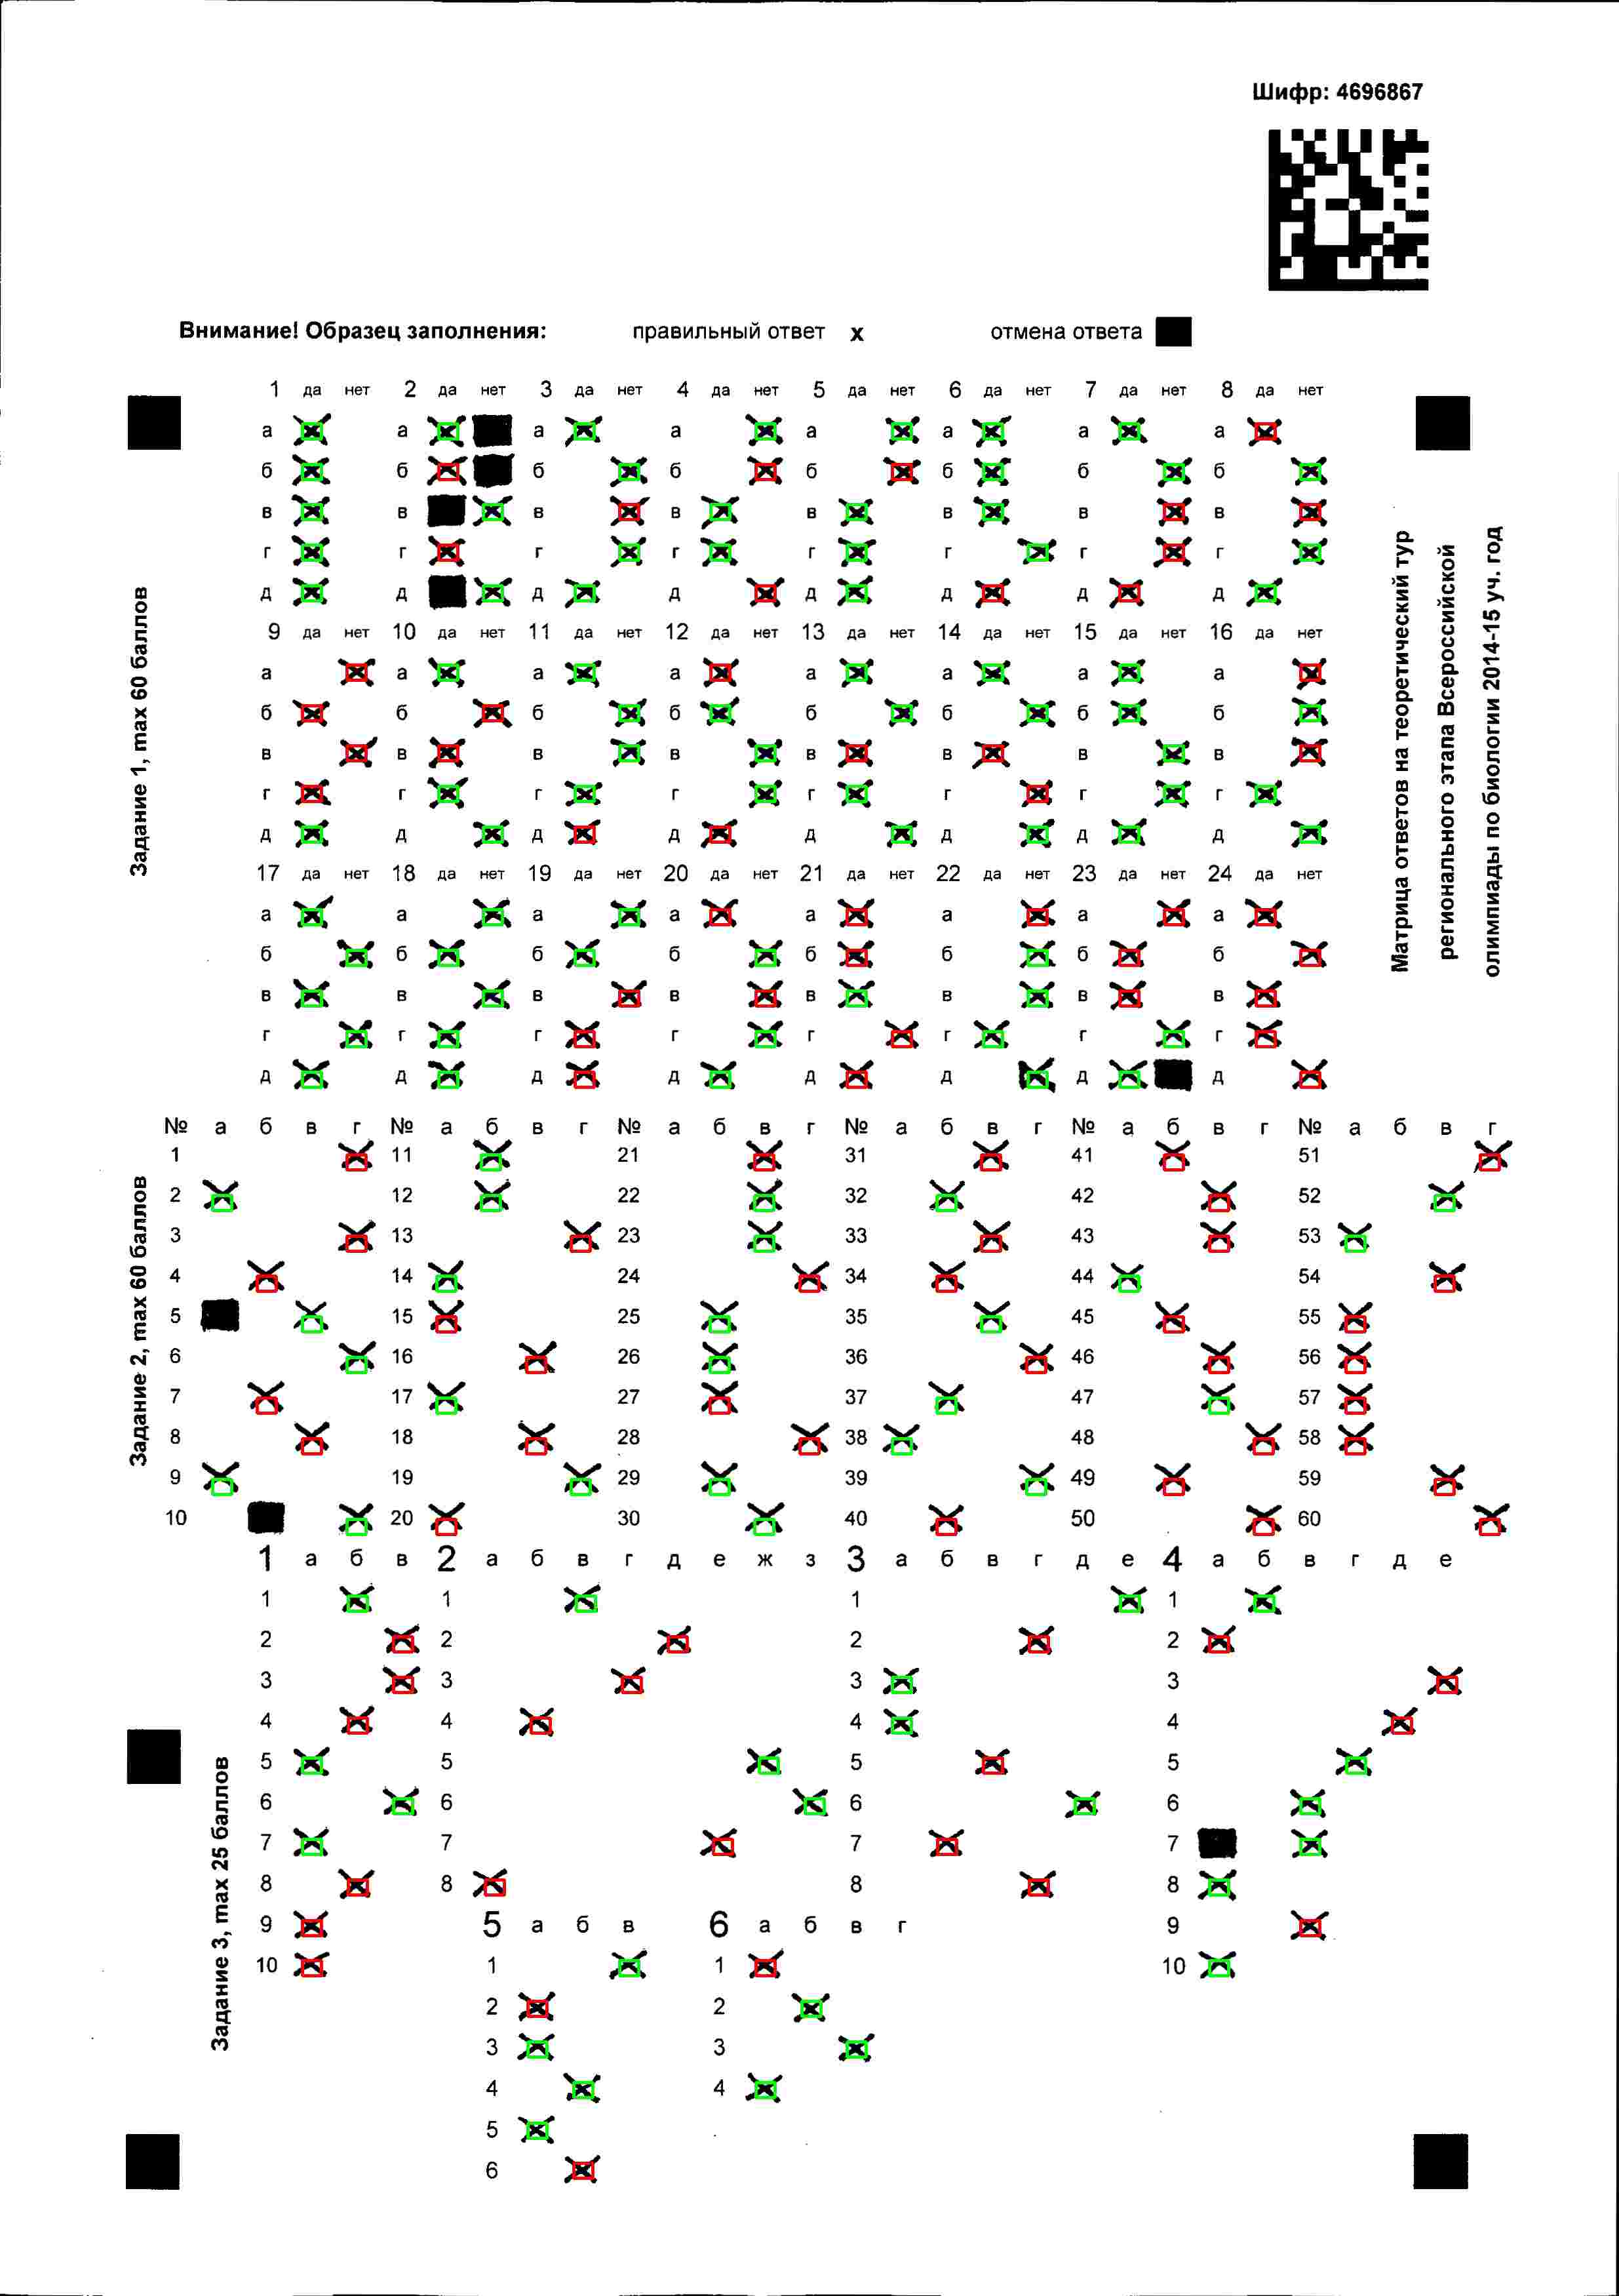 Шифр: 4696867
Внимание! Образец заполнения: правильный ответ x отмена ответа
1 да нет 2 да нет 3 да нет 4 да нет 5 да нет 6 да нет 7 да нет 8 да нет
а а а а а а а а
б б б б б б б б
в в в в в в в в
г г г г г г г г
д д д д д д д д
9 да нет 10 да нет 11 да нет 12 да нет 13 да нет 14 да нет 15 да нет 16 да нет
а а а а а а а а
б б б б б б б б
в в в в в в в в
г г г г г г г г
д д д д д д д д
17 да нет 18 да нет 19 да нет 20 да нет 21 да нет 22 да нет 23 да нет 24 да нет
а а а а а а а а
б б б б б б б б
в в в в в в в в
г г г г г г г г
д д д д д д д д
Задание 1, max 60 баллов
Матрица ответов на теоретический тур
регионального этапа Всероссийской
олимпиады по биологии 2014-15 уч. год
№ а б в г № а б в г № а б в г № а б в г № а б в г № а б в г
1 11 21 31 41 51
2 12 22 32 42 52
3 13 23 33 43 53
4 14 24 34 44 54
5 15 25 35 45 55
6 16 26 36 46 56
7 17 27 37 47 57
8 18 28 38 48 58
9 19 29 39 49 59
10 20 30 40 50 60
Задание 2, max 60 баллов
1 а б в 2 а б в г д е ж з 3 а б в г д е 4 а б в г д е
1 1 1 1
2 2 2 2
3 3 3 3
4 4 4 4
5 5 5 5
6 6 6 6
7 7 7 7
8 8 8 8
9 5 а б в 6 а б в г 9
10 1 1 10
2 2
3 3
4 4
5
6
Задание 3, max 25 баллов